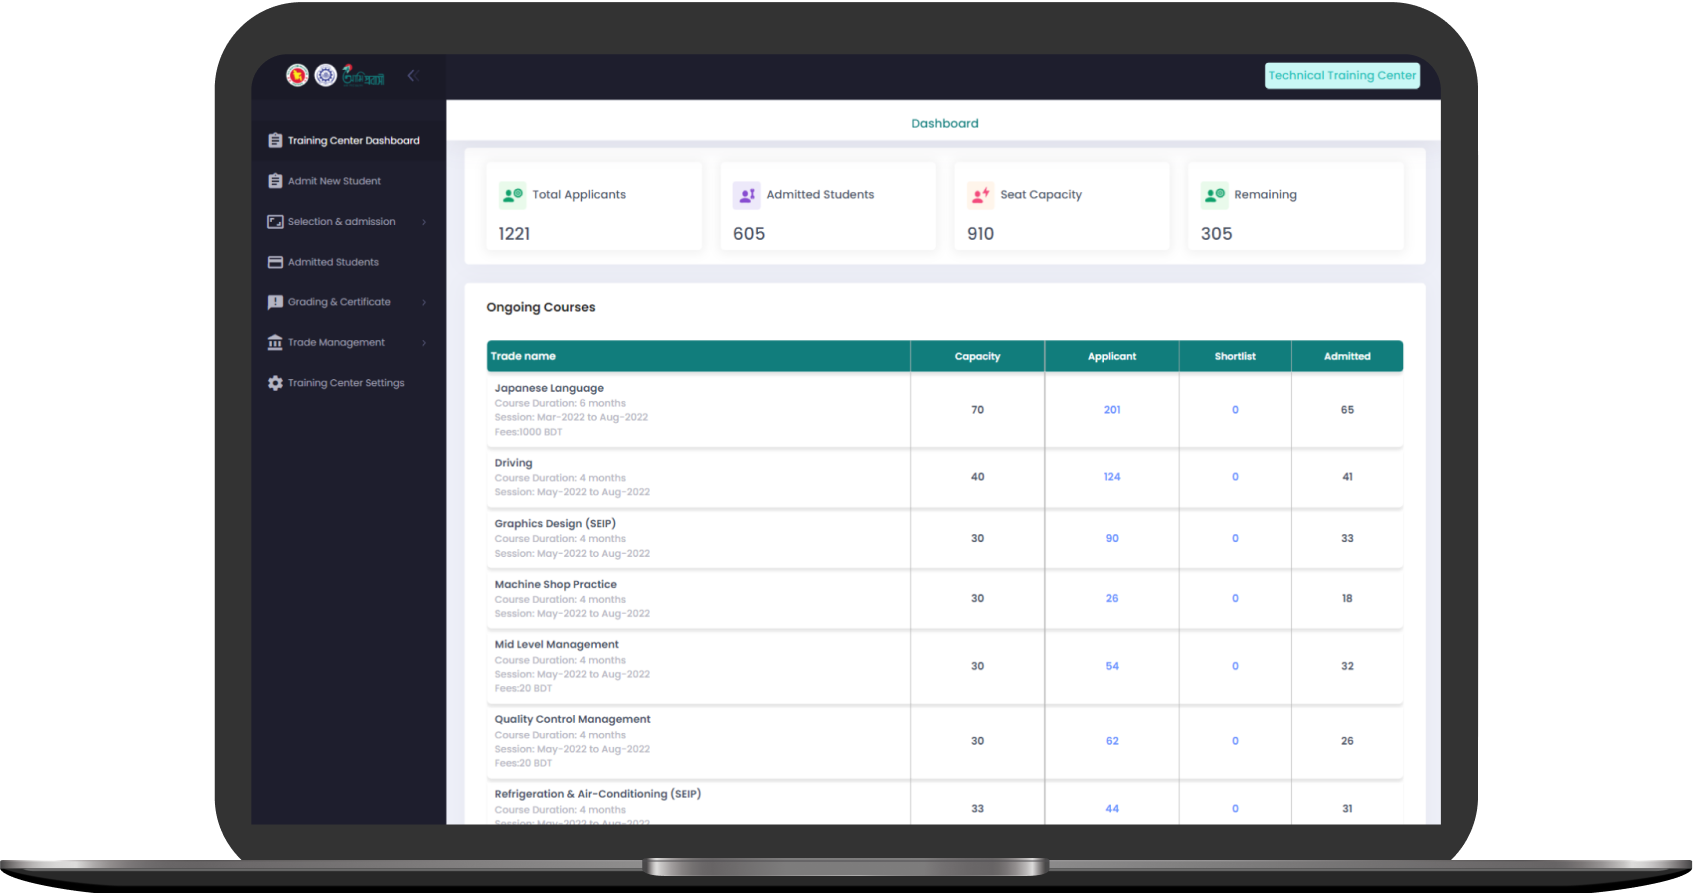 আমি প্রবাসী
Technical Training Center
Training Center Dashboard
Admit New Student
Selection & admission
Admitted Students
Grading & Certificate
Trade Management
Training Center Settings
Dashboard
Total Applicants
1221
Admitted Students
605
Seat Capacity
910
Remaining
305
Ongoing Courses
Trade name Capacity Applicant Shortlist Admitted
Japanese Language
Course Duration: 6 months
Session: Mar-2022 to Aug-2022
Fees:1000 BDT
70 201 0 65
Driving
Course Duration: 4 months
Session: May-2022 to Aug-2022
40 124 0 41
Graphics Design (SEIP)
Course Duration: 4 months
Session: May-2022 to Aug-2022
30 90 0 33
Machine Shop Practice
Course Duration: 4 months
Session: May-2022 to Aug-2022
30 26 0 18
Mid Level Management
Course Duration: 4 months
Session: May-2022 to Aug-2022
Fees:20 BDT
30 54 0 32
Quality Control Management
Course Duration: 4 months
Session: May-2022 to Aug-2022
Fees:20 BDT
30 62 0 26
Refrigeration & Air-Conditioning (SEIP)
Course Duration: 4 months
Session: May-2022 to Aug-2022
33 44 0 31